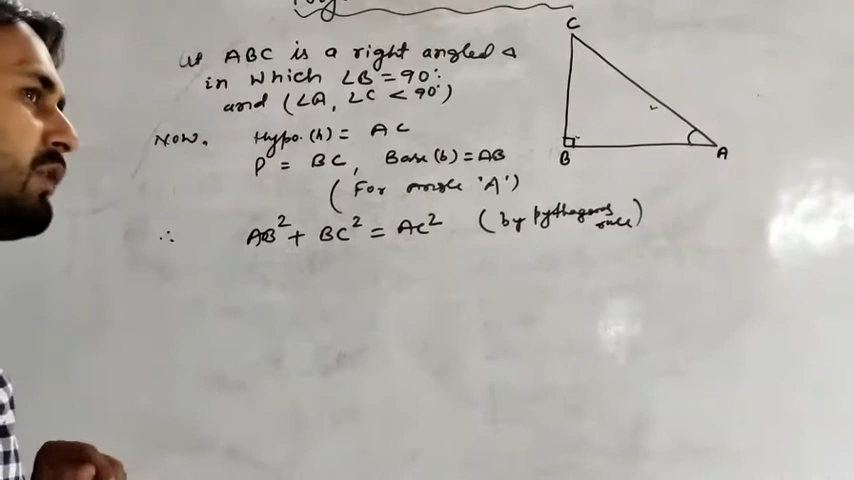 ABC is a right angled △
in which ∠B = 90°.
and (∠A, ∠C < 90°)
Now, Hypo.(h) = AC
P = BC, Base(b) = AB
(For angle 'A')
∴ AB² + BC² = AC² (by pythagoras
rule)
C
B
A